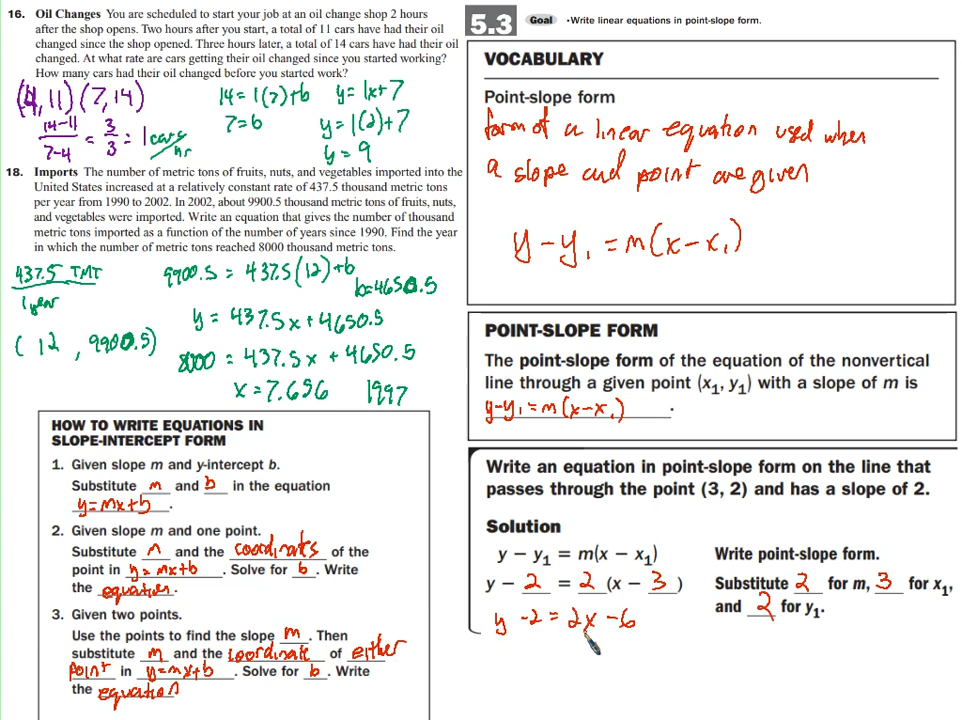 16. Oil Changes You are scheduled to start your job at an oil change shop 2 hours
after the shop opens. Two hours after you start, a total of 11 cars have had their oil
changed since the shop opened. Three hours later, a total of 14 cars have had their oil
changed. At what rate are cars getting their oil changed since you started working?
How many cars had their oil changed before you started work?
(4, 11) (7, 14)
14-11 / 7-4 = 3/3 = 1 cars/hr
14 = 1(7)+b
7 = b
y = 1x+7
y = 1(2)+7
y = 9
18. Imports The number of metric tons of fruits, nuts, and vegetables imported into the
United States increased at a relatively constant rate of 437.5 thousand metric tons
per year from 1990 to 2002. In 2002, about 9900.5 thousand metric tons of fruits, nuts,
and vegetables were imported. Write an equation that gives the number of thousand
metric tons imported as a function of the number of years since 1990. Find the year
in which the number of metric tons reached 8000 thousand metric tons.
437.5 TMT
1 year
(12, 9900.5)
9900.5 = 437.5(12)+b
b=4650.5
y = 437.5x+4650.5
8000 = 437.5x + 4650.5
x = 7.656 1997
HOW TO WRITE EQUATIONS IN
SLOPE-INTERCEPT FORM
1. Given slope m and y-intercept b.
Substitute m and b in the equation
y=mx+b.
2. Given slope m and one point.
Substitute m and the coordinates of the
point in y=mx+b. Solve for b. Write
the equation.
3. Given two points.
Use the points to find the slope m. Then
substitute m and the coordinate of either
point in y=mx+b. Solve for b. Write
the equation
5.3 Goal • Write linear equations in point-slope form.
VOCABULARY
Point-slope form
form of a linear equation used when
a slope and point are given
y-y₁ = m(x-x₁)
POINT-SLOPE FORM
The point-slope form of the equation of the nonvertical
line through a given point (x₁, y₁) with a slope of m is
y-y₁=m(x-x₁).
Write an equation in point-slope form on the line that
passes through the point (3, 2) and has a slope of 2.
Solution
y − y₁ = m(x − x₁) Write point-slope form.
y − 2 = 2 (x − 3) Substitute 2 for m, 3 for x₁,
and 2 for y₁.
y -2 = 2x -6